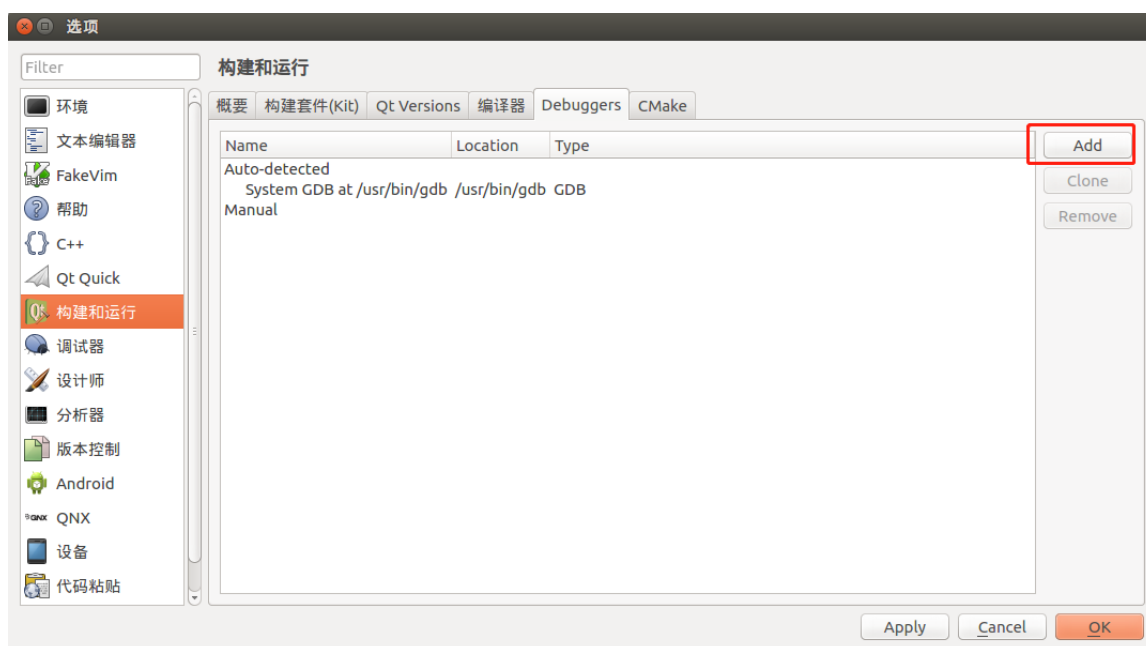 选项
Filter
构建和运行
环境
文本编辑器
FakeVim
帮助
C++
Qt Quick
构建和运行
调试器
设计师
分析器
版本控制
Android
QNX
设备
代码粘贴
概要 构建套件(Kit) Qt Versions 编译器 Debuggers CMake
Name Location Type
Auto-detected
System GDB at /usr/bin/gdb /usr/bin/gdb GDB
Manual
Add
Clone
Remove
Apply Cancel OK